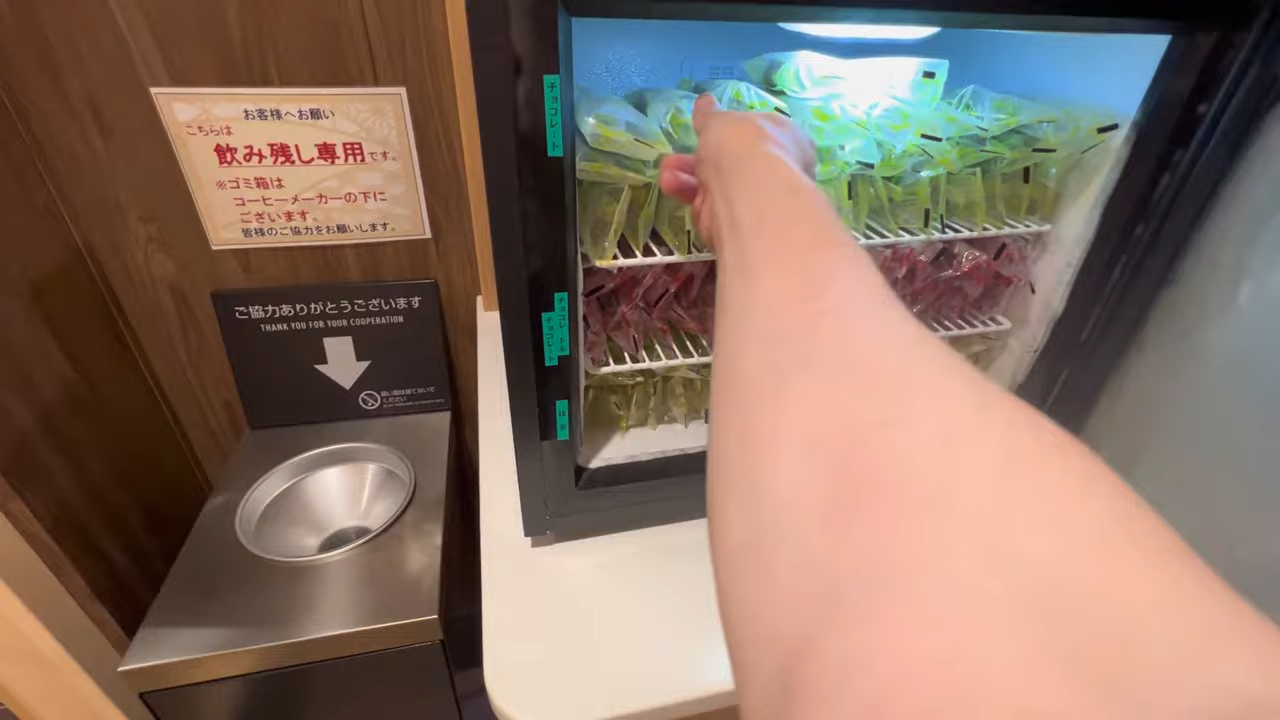 お客様へお願い
こちらは
飲み残し専用です。
※ゴミ箱は
コーヒーメーカーの下に
ございます。
皆様のご協力をお願いします。
ご協力ありがとうございます
THANK YOU FOR YOUR COOPERATION
チョコレート
チョコレート